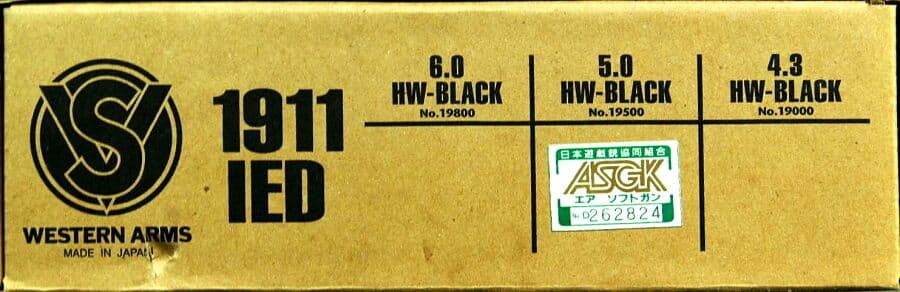 WS
WESTERN ARMS
MADE IN JAPAN
1911
IED
6.0
HW-BLACK
No.19800
5.0
HW-BLACK
No.19500
4.3
HW-BLACK
No.19000
日本遊戯銃協同組合
ASGK
エア ソフトガン
No.D262824